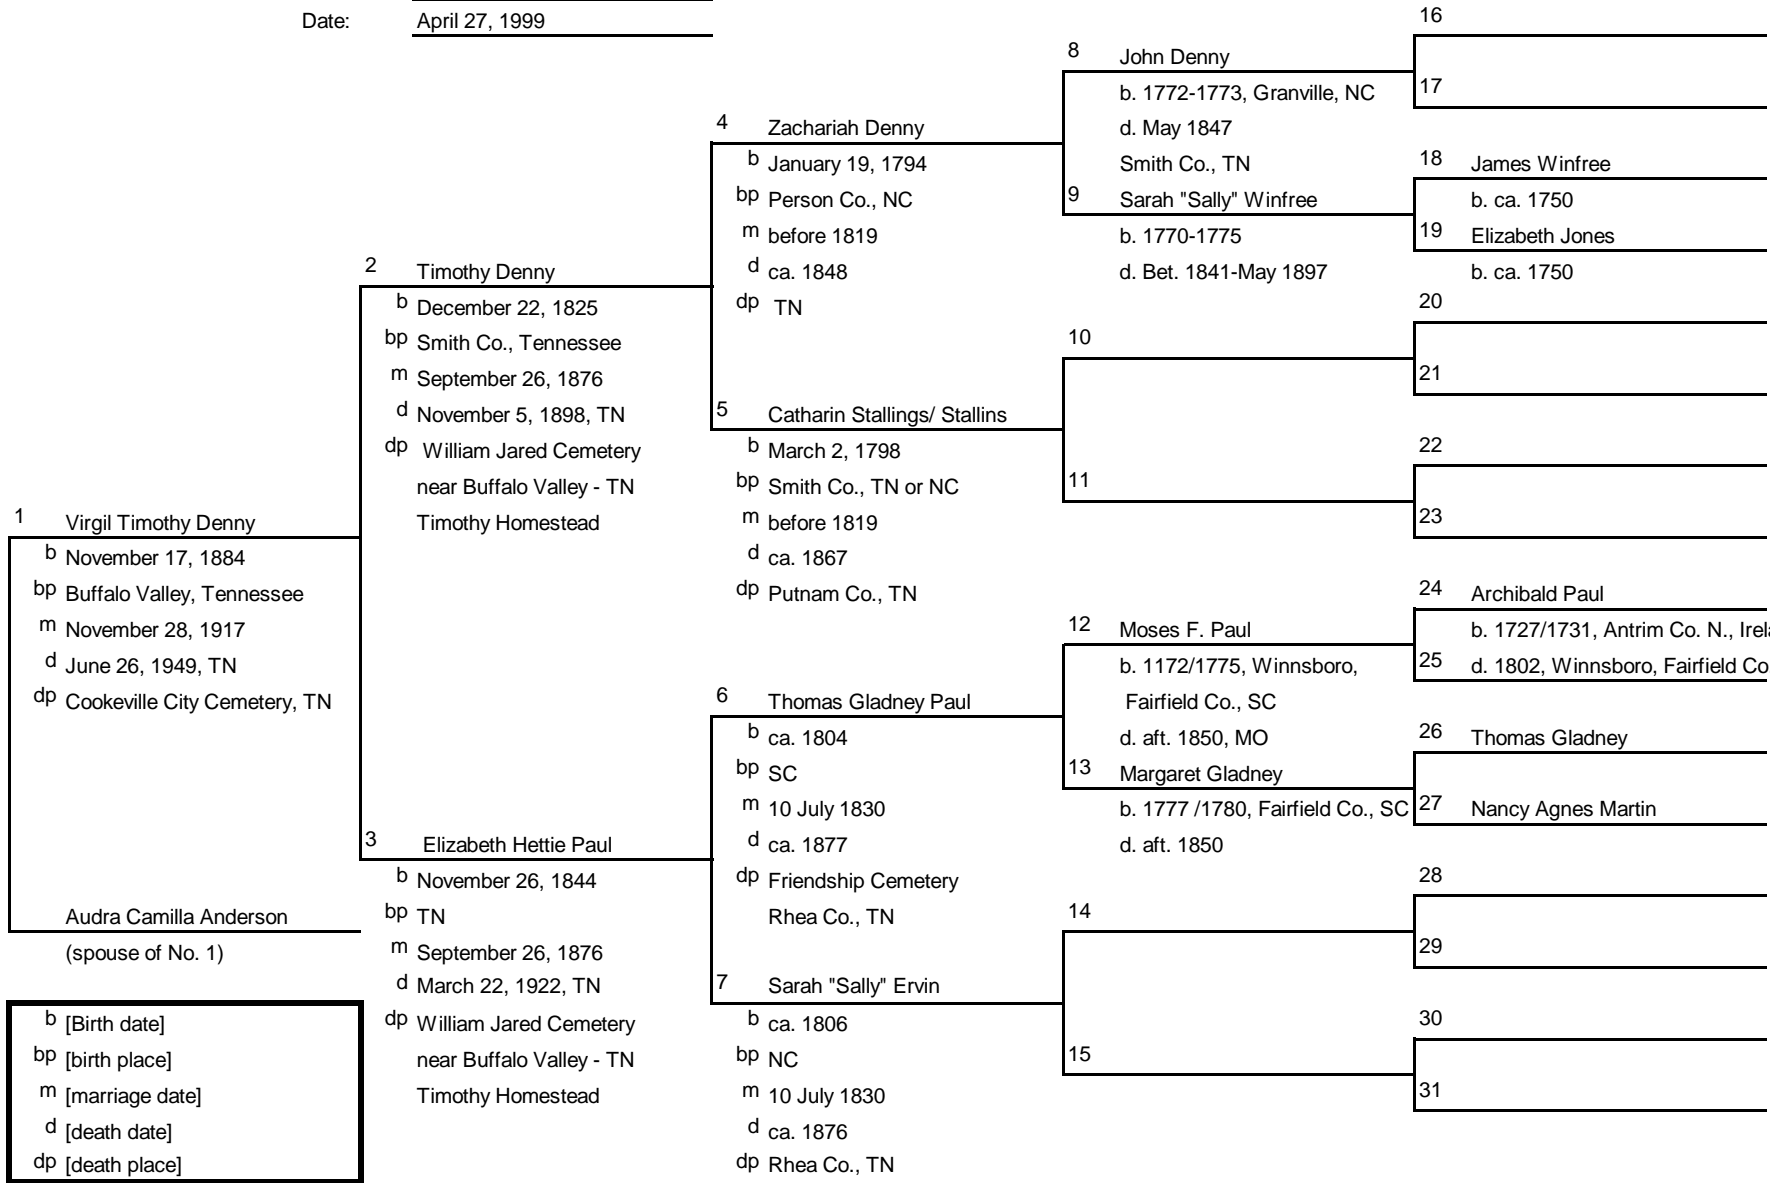 Date: April 27, 1999
1 Virgil Timothy Denny
b November 17, 1884
bp Buffalo Valley, Tennessee
m November 28, 1917
d June 26, 1949, TN
dp Cookeville City Cemetery, TN
Audra Camilla Anderson
(spouse of No. 1)
b [Birth date]
bp [birth place]
m [marriage date]
d [death date]
dp [death place]
2 Timothy Denny
b December 22, 1825
bp Smith Co., Tennessee
m September 26, 1876
d November 5, 1898, TN
dp William Jared Cemetery
near Buffalo Valley - TN
Timothy Homestead
3 Elizabeth Hettie Paul
b November 26, 1844
bp TN
m September 26, 1876
d March 22, 1922, TN
dp William Jared Cemetery
near Buffalo Valley - TN
Timothy Homestead
4 Zachariah Denny
b January 19, 1794
bp Person Co., NC
m before 1819
d ca. 1848
dp TN
5 Catharin Stallings/ Stallins
b March 2, 1798
bp Smith Co., TN or NC
m before 1819
d ca. 1867
dp Putnam Co., TN
6 Thomas Gladney Paul
b ca. 1804
bp SC
m 10 July 1830
d ca. 1877
dp Friendship Cemetery
Rhea Co., TN
7 Sarah "Sally" Ervin
b ca. 1806
bp NC
m 10 July 1830
d ca. 1876
dp Rhea Co., TN
8 John Denny
b. 1772-1773, Granville, NC
d. May 1847
Smith Co., TN
9 Sarah "Sally" Winfree
b. 1770-1775
d. Bet. 1841-May 1897
10
11
12 Moses F. Paul
b. 1172/1775, Winnsboro,
Fairfield Co., SC
d. aft. 1850, MO
13 Margaret Gladney
b. 1777 /1780, Fairfield Co., SC
d. aft. 1850
14
15
16
17
18 James Winfree
b. ca. 1750
19 Elizabeth Jones
b. ca. 1750
20
21
22
23
24 Archibald Paul
b. 1727/1731, Antrim Co. N., Irel
25 d. 1802, Winnsboro, Fairfield Co
26 Thomas Gladney
27 Nancy Agnes Martin
28
29
30
31